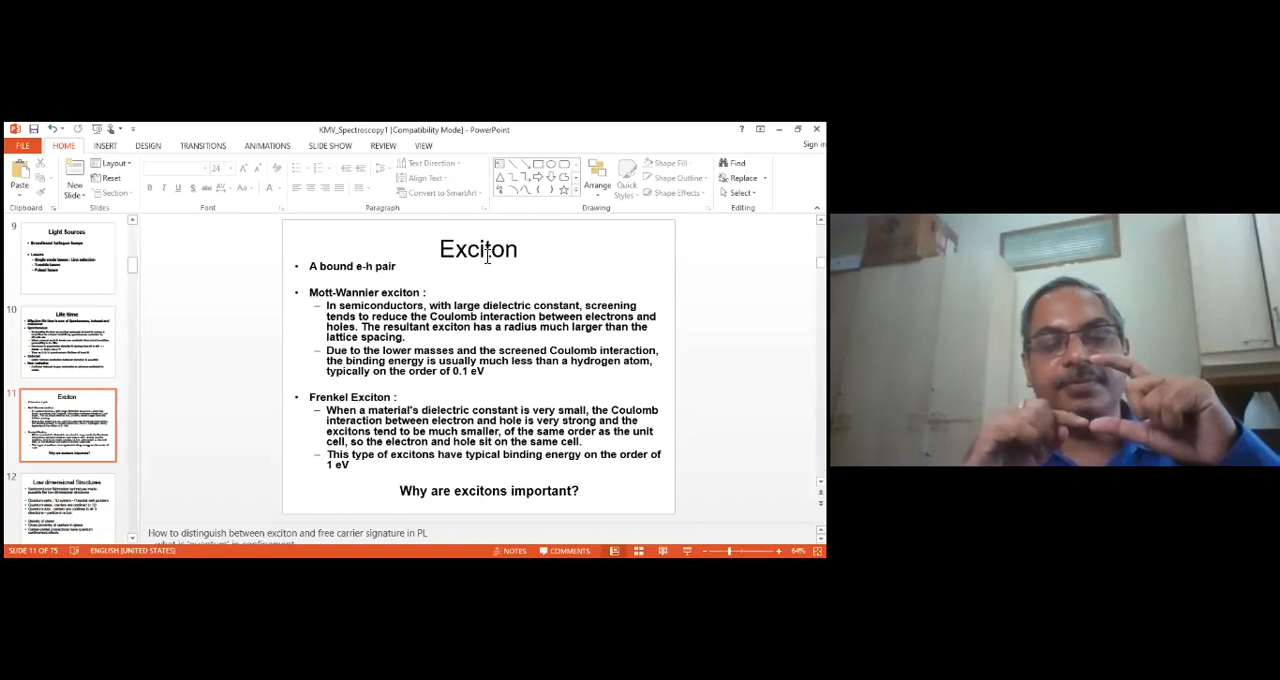 KMV_Spectroscopy1 [Compatibility Mode] - PowerPoint
Sign in
FILE HOME INSERT DESIGN TRANSITIONS ANIMATIONS SLIDE SHOW REVIEW VIEW
Paste
New
Slide
Layout
Reset
Section
24
Text Direction
Align Text
Convert to SmartArt
Arrange
Quick
Styles
Shape Fill
Shape Outline
Shape Effects
Find
Replace
Select
Clipboard Slides Font Paragraph Drawing Editing
9
Light Sources
10
Life time
11
Exciton
12
Low dimensional Structures
Exciton
• A bound e-h pair
• Mott-Wannier exciton :
– In semiconductors, with large dielectric constant, screening
tends to reduce the Coulomb interaction between electrons and
holes. The resultant exciton has a radius much larger than the
lattice spacing.
– Due to the lower masses and the screened Coulomb interaction,
the binding energy is usually much less than a hydrogen atom,
typically on the order of 0.1 eV
• Frenkel Exciton :
– When a material's dielectric constant is very small, the Coulomb
interaction between electron and hole is very strong and the
excitons tend to be much smaller, of the same order as the unit
cell, so the electron and hole sit on the same cell.
– This type of excitons have typical binding energy on the order of
1 eV
Why are excitons important?
How to distinguish between exciton and free carrier signature in PL
SLIDE 11 OF 75 ENGLISH (UNITED STATES) NOTES COMMENTS 64%